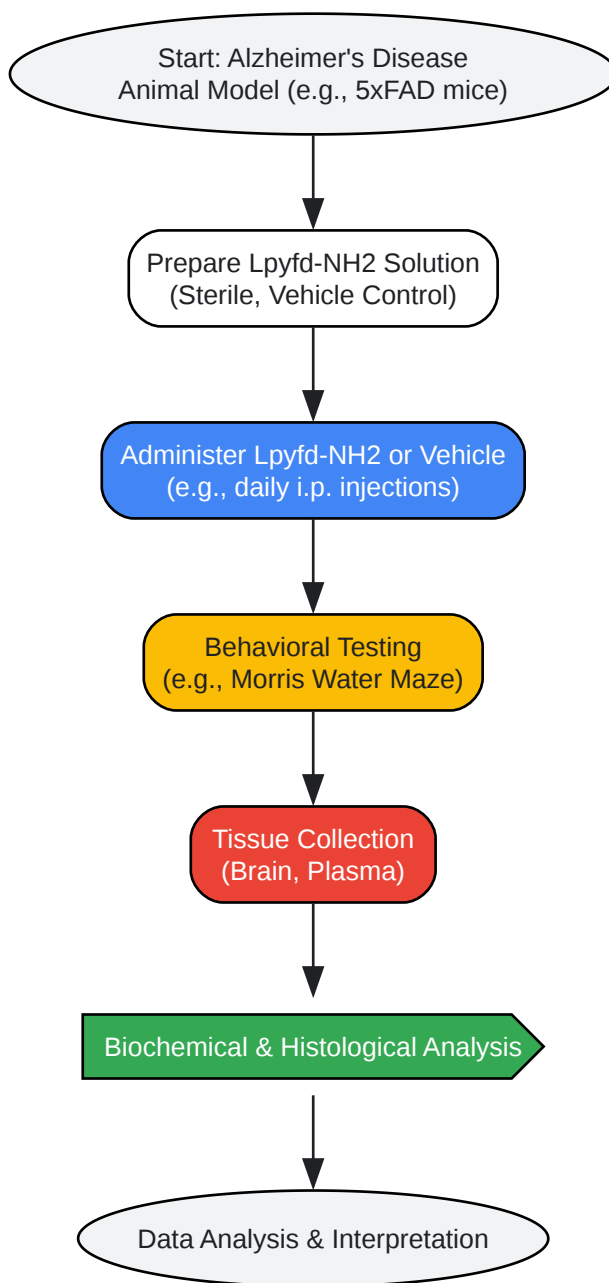 Start: Alzheimer's Disease
Animal Model (e.g., 5xFAD mice)
Prepare Lpyfd-NH2 Solution
(Sterile, Vehicle Control)
Administer Lpyfd-NH2 or Vehicle
(e.g., daily i.p. injections)
Behavioral Testing
(e.g., Morris Water Maze)
Tissue Collection
(Brain, Plasma)
Biochemical & Histological Analysis
Data Analysis & Interpretation